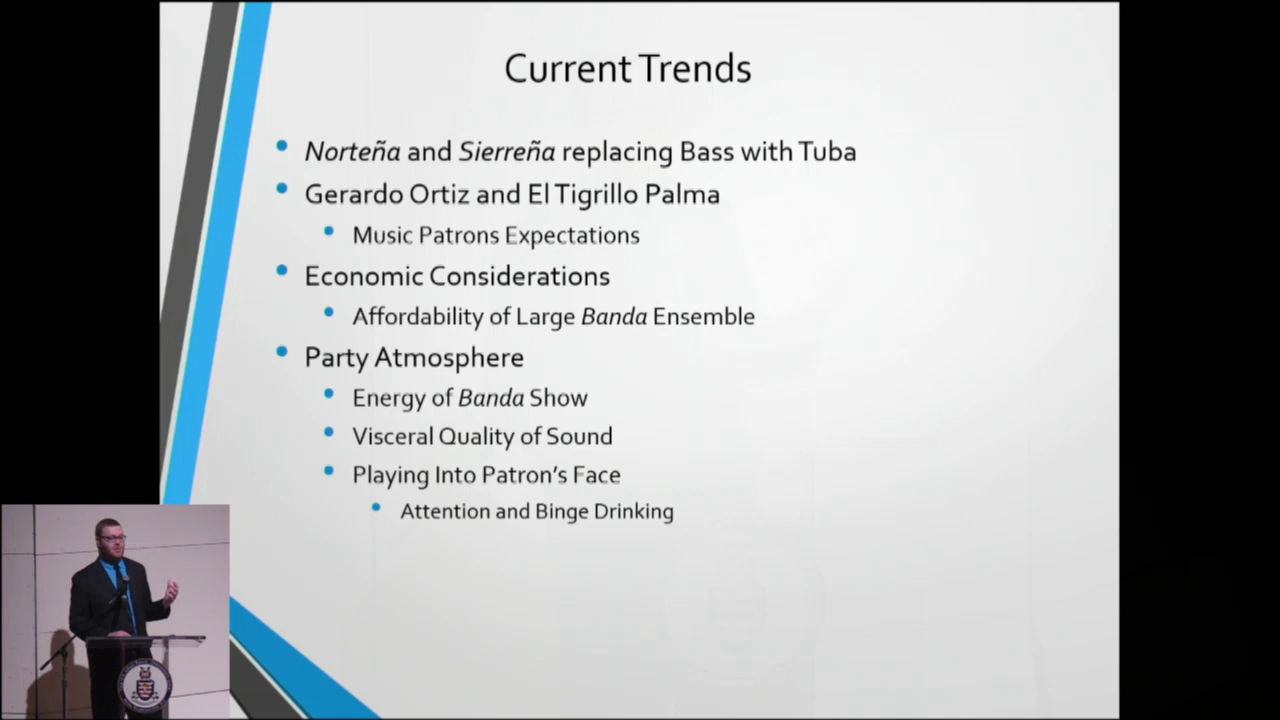 Current Trends
Norteña and Sierreña replacing Bass with Tuba
Gerardo Ortiz and El Tigrillo Palma
Music Patrons Expectations
Economic Considerations
Affordability of Large Banda Ensemble
Party Atmosphere
Energy of Banda Show
Visceral Quality of Sound
Playing Into Patron's Face
Attention and Binge Drinking